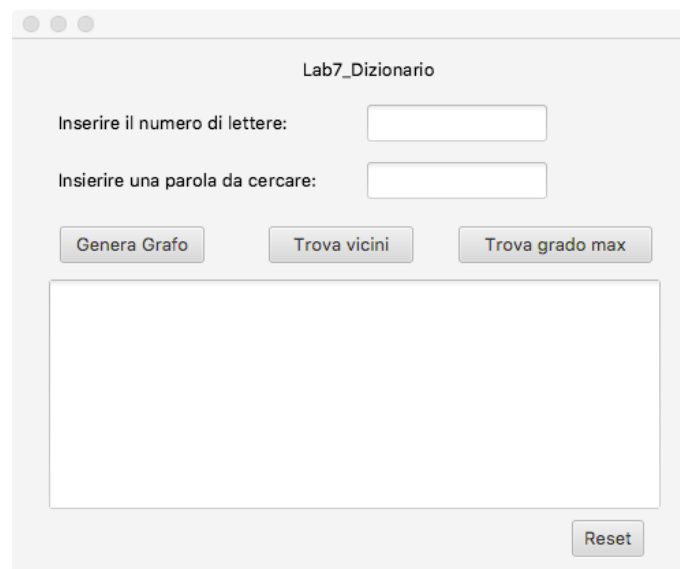 Lab7_Dizionario
Inserire il numero di lettere:
Insierire una parola da cercare:
Genera Grafo Trova vicini Trova grado max
Reset